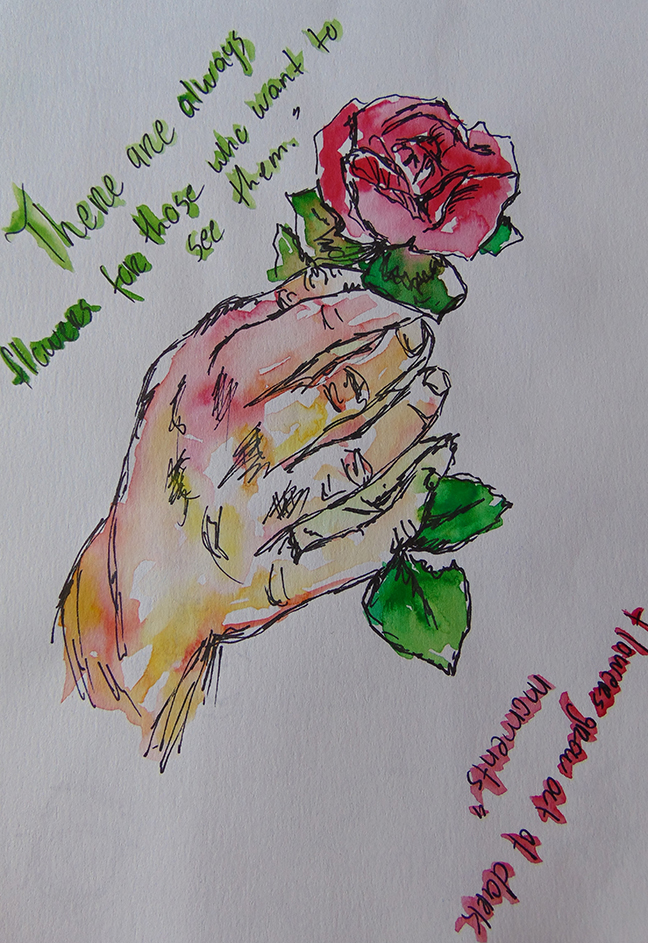 There are always
flowers for those who want to
see them."
Flowers grow out of dark
moments"